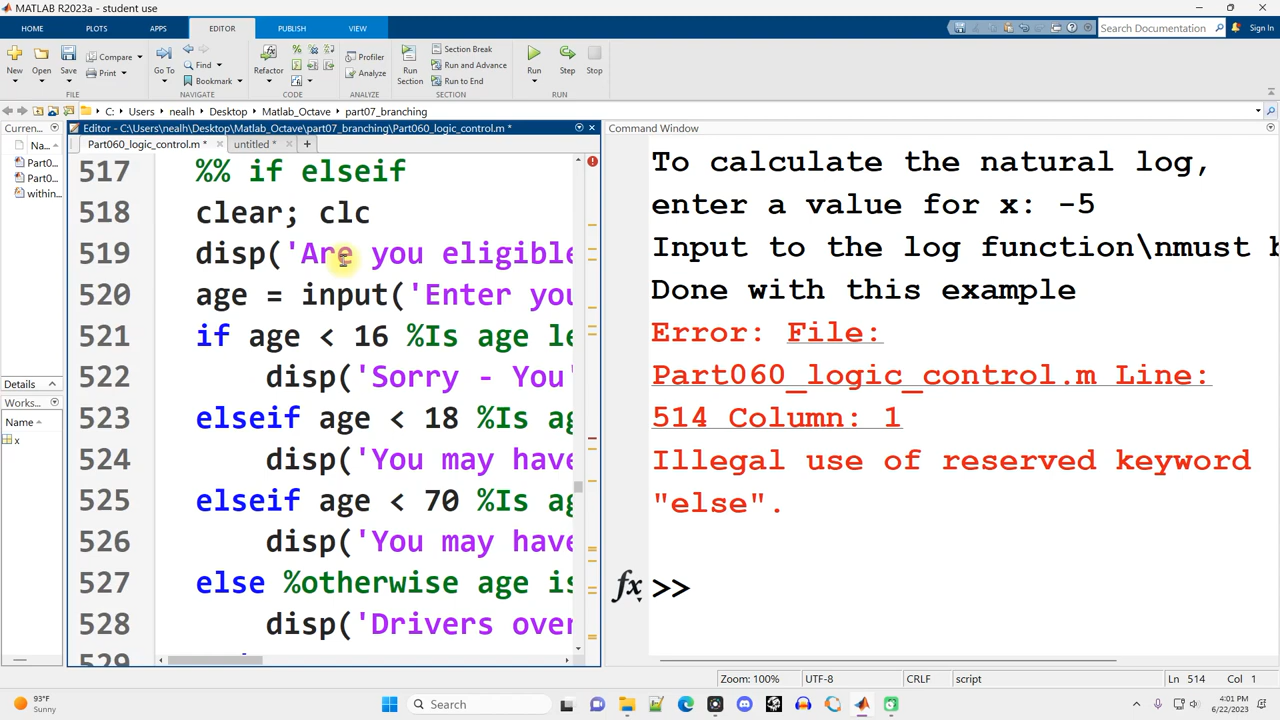 MATLAB R2023a - student use
HOME PLOTS APPS EDITOR PUBLISH VIEW Search Documentation Sign In
New Open Save Compare Print Go To Find Bookmark Refactor Profiler Analyze Run Section Section Break Run and Advance Run to End Run Step Stop
FILE NAVIGATE CODE ANALYZE SECTION RUN
C: Users nealh Desktop Matlab_Octave part07_branching
Curren...
Na...
Part0...
Part0...
within...
Details
Works...
Name
x
Editor - C:\Users\nealh\Desktop\Matlab_Octave\part07_branching\Part060_logic_control.m *
Part060_logic_control.m * untitled * +
517 %% if elseif
518 clear; clc
519 disp('Are you eligible
520 age = input('Enter you
521 if age < 16 %Is age le
522 disp('Sorry - You'
523 elseif age < 18 %Is ag
524 disp('You may have
525 elseif age < 70 %Is ag
526 disp('You may have
527 else %otherwise age is
528 disp('Drivers over
529
Command Window
To calculate the natural log,
enter a value for x: -5
Input to the log function\nmust h
Done with this example
Error: File:
Part060_logic_control.m Line:
514 Column: 1
Illegal use of reserved keyword
"else".
fx >>
Zoom: 100% UTF-8 CRLF script Ln 514 Col 1
93°F
Sunny
Search
4:01 PM
6/22/2023